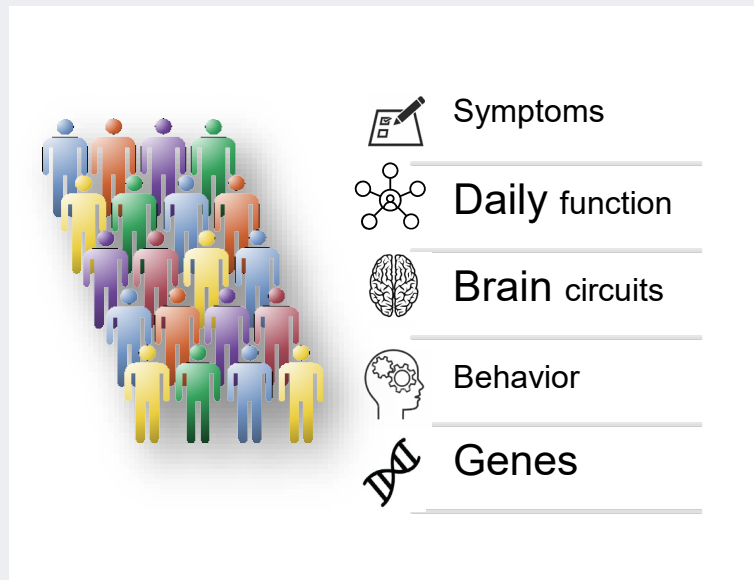 Symptoms
Daily function
Brain circuits
Behavior
Genes